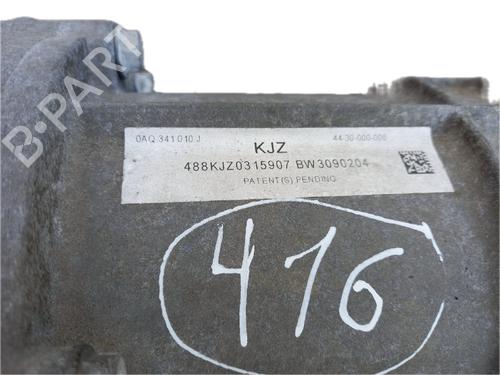 0AQ 341 010 J
KJZ
44-30-000-006
488KJZ0315907 BW3090204
PATENT(S) PENDING
416
B-PART